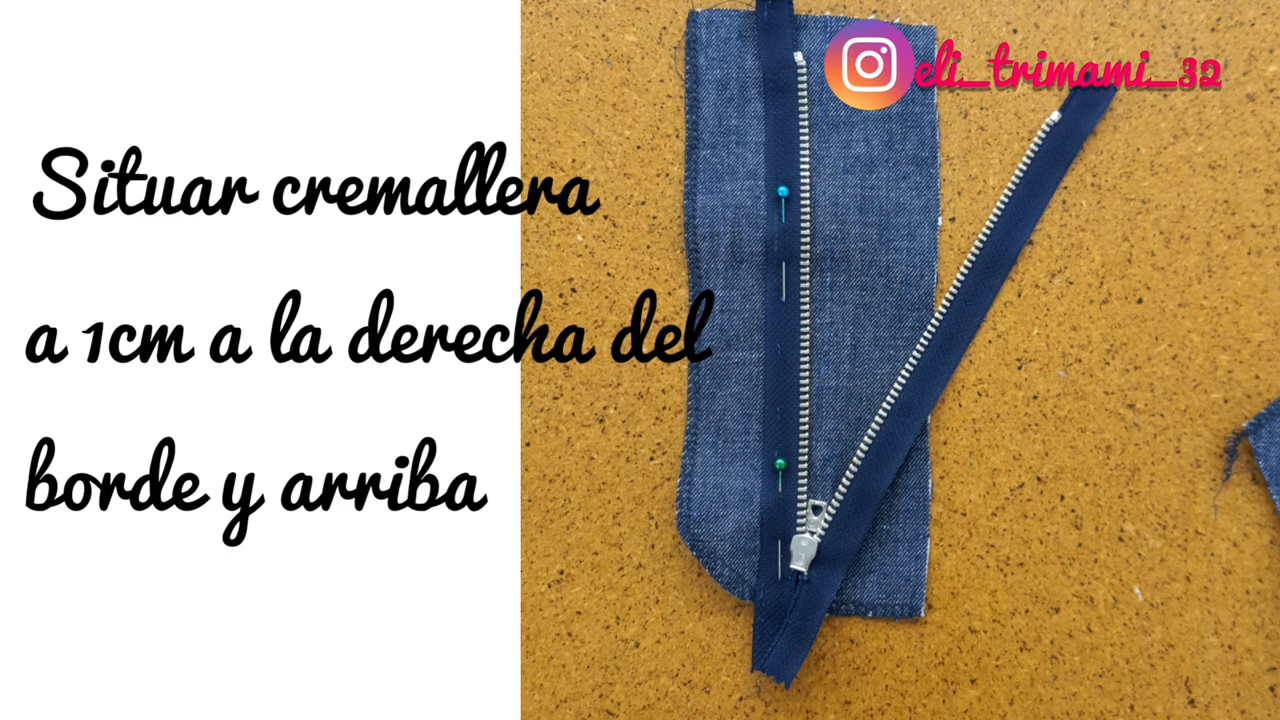 eli_trimami_32
Situar cremallera
a 1cm a la derecha del
borde y arriba